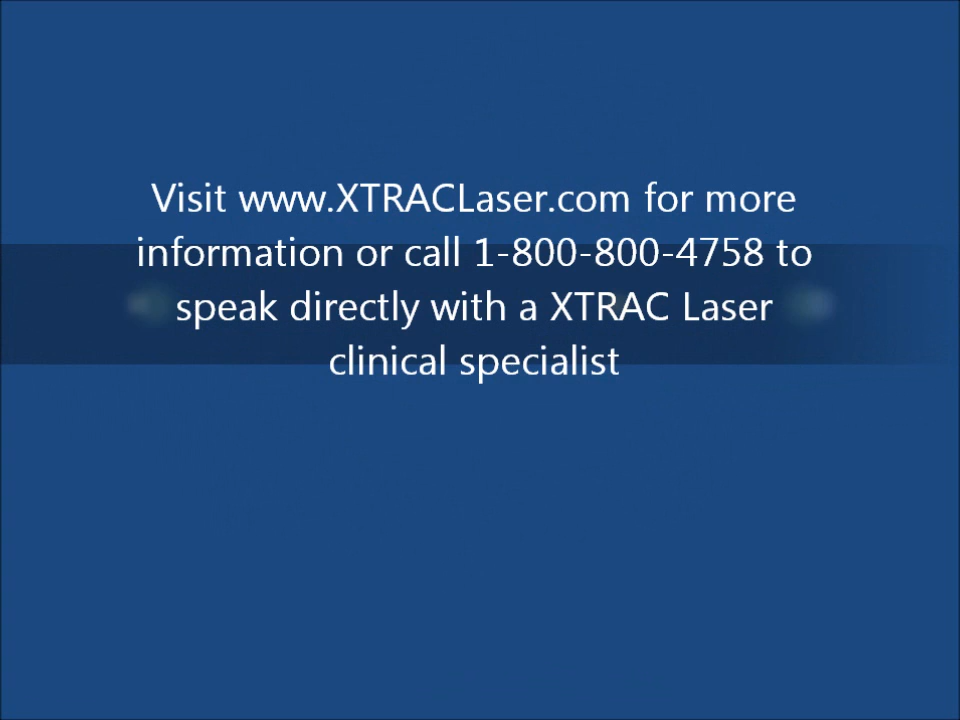 Visit www.XTRACLaser.com for more
information or call 1-800-800-4758 to
speak directly with a XTRAC Laser
clinical specialist